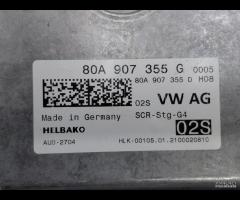 80A 907 355 G 0005
80A 907 355 D H08
02S VW AG
Made in Germany SCR-Stg-G4
HELBAKO 02S
AU0-2704 HLK-00105.01.2100020810